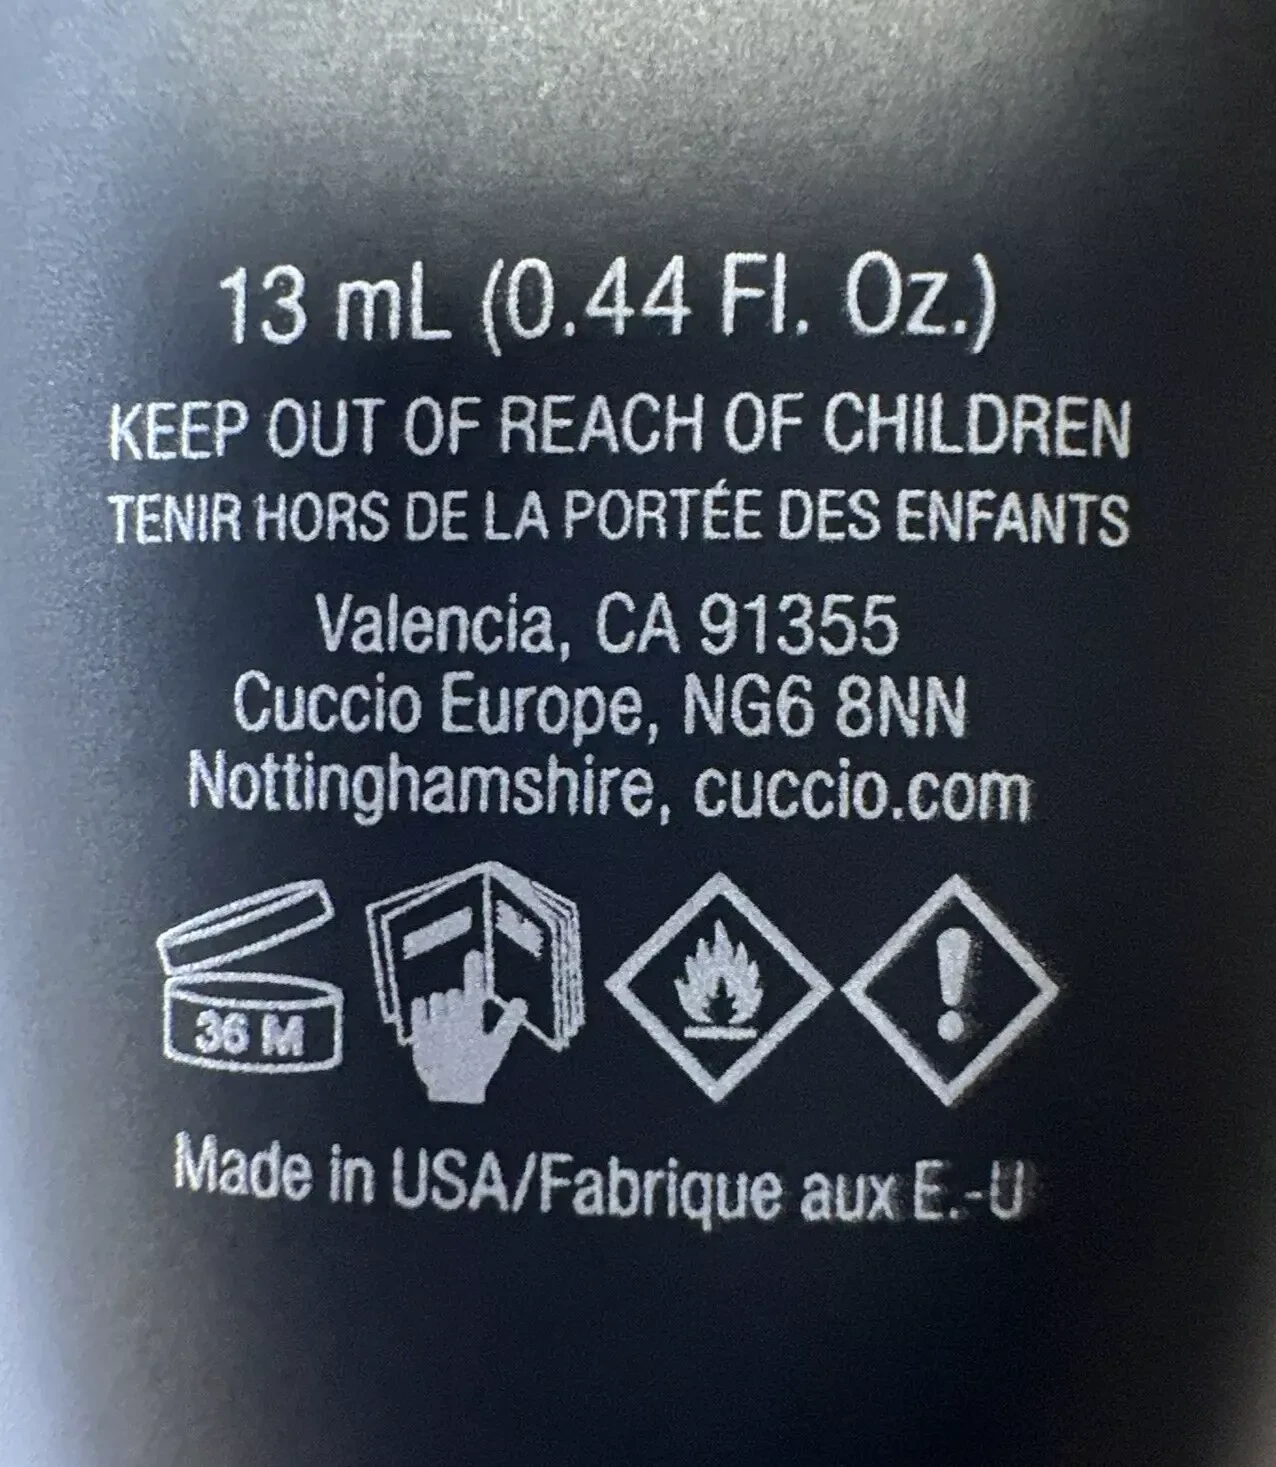 13 mL (0.44 Fl. Oz.)
KEEP OUT OF REACH OF CHILDREN
TENIR HORS DE LA PORTÉE DES ENFANTS
Valencia, CA 91355
Cuccio Europe, NG6 8NN
Nottinghamshire, cuccio.com
36 M
Made in USA/Fabrique aux E.-U